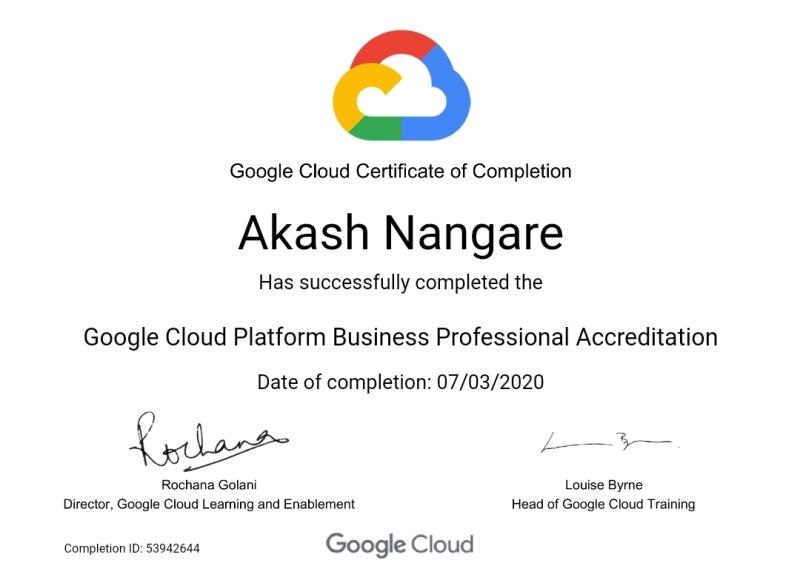 Google Cloud Certificate of Completion
Akash Nangare
Has successfully completed the
Google Cloud Platform Business Professional Accreditation
Date of completion: 07/03/2020
Rochana
Rochana Golani
Director, Google Cloud Learning and Enablement
Louise Byrne
Head of Google Cloud Training
Completion ID: 53942644
Google Cloud